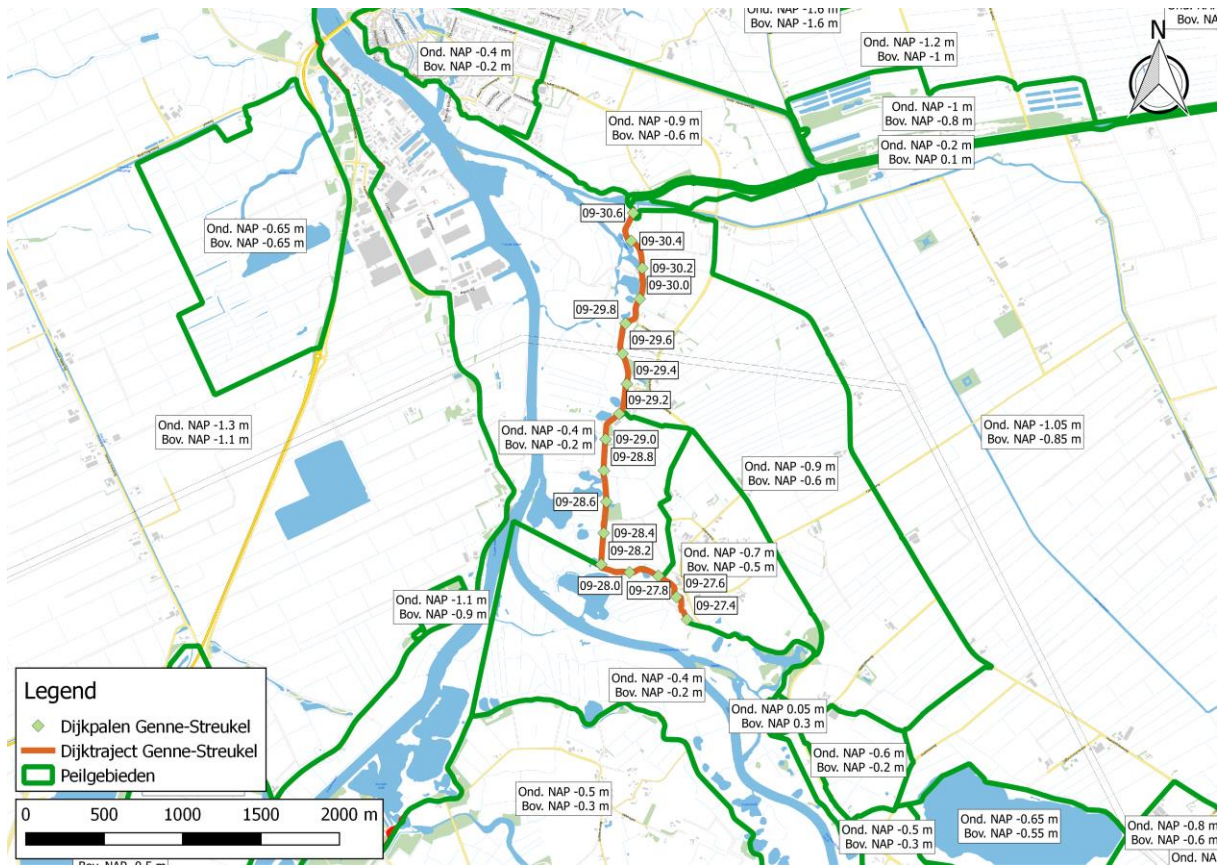 Ond. NAP -1.6 m
Bov. NAP -1.6 m
Ond. NAP -1.2 m
Bov. NAP -1 m
N
Ond. NAP -0.4 m
Bov. NAP -0.2 m
Ond. NAP -1 m
Bov. NAP -0.8 m
Ond. NAP -0.9 m
Bov. NAP -0.6 m
Ond. NAP -0.2 m
Bov. NAP 0.1 m
Ond. NAP -0.65 m
Bov. NAP -0.65 m
09-30.6
09-30.4
09-30.2
09-30.0
09-29.8
09-29.6
09-29.4
09-29.2
Ond. NAP -1.3 m
Bov. NAP -1.1 m
Ond. NAP -0.4 m
Bov. NAP -0.2 m
09-29.0
09-28.8
Ond. NAP -1.05 m
Bov. NAP -0.85 m
Ond. NAP -0.9 m
Bov. NAP -0.6 m
09-28.6
09-28.4
09-28.2
Ond. NAP -0.7 m
Bov. NAP -0.5 m
09-28.0
09-27.8
09-27.6
09-27.4
Ond. NAP -1.1 m
Bov. NAP -0.9 m
Ond. NAP -0.4 m
Bov. NAP -0.2 m
Ond. NAP 0.05 m
Bov. NAP 0.3 m
Ond. NAP -0.6 m
Bov. NAP -0.2 m
Ond. NAP -0.5 m
Bov. NAP -0.3 m
Ond. NAP -0.65 m
Bov. NAP -0.55 m
Ond. NAP -0.5 m
Bov. NAP -0.3 m
Ond. NAP -0.8 m
Bov. NAP -0.6 m
Ond. NA
Legend
Dijkpalen Genne-Streukel
Dijktraject Genne-Streukel
Peilgebieden
0 500 1000 1500 2000 m
Bov. NAP -0.5 m